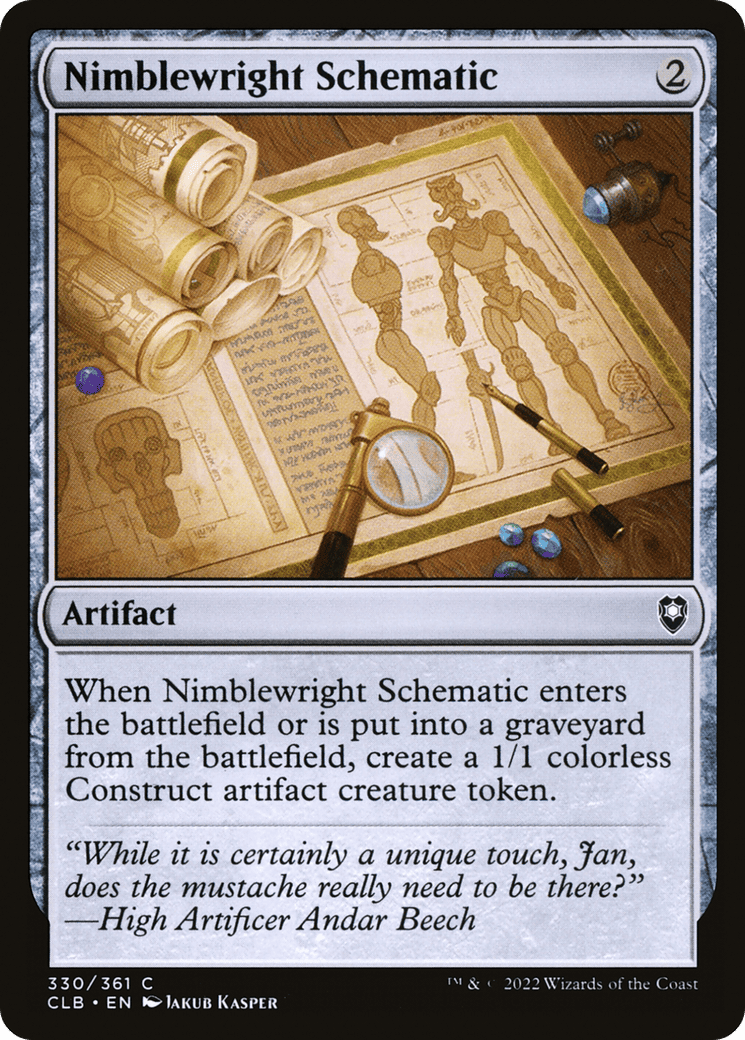 Nimblewright Schematic 2
Artifact
When Nimblewright Schematic enters
the battlefield or is put into a graveyard
from the battlefield, create a 1/1 colorless
Construct artifact creature token.
“While it is certainly a unique touch, Jan,
does the mustache really need to be there?”
—High Artificer Andar Beech
330/361 C
CLB • EN Jakub Kasper
™ & © 2022 Wizards of the Coast